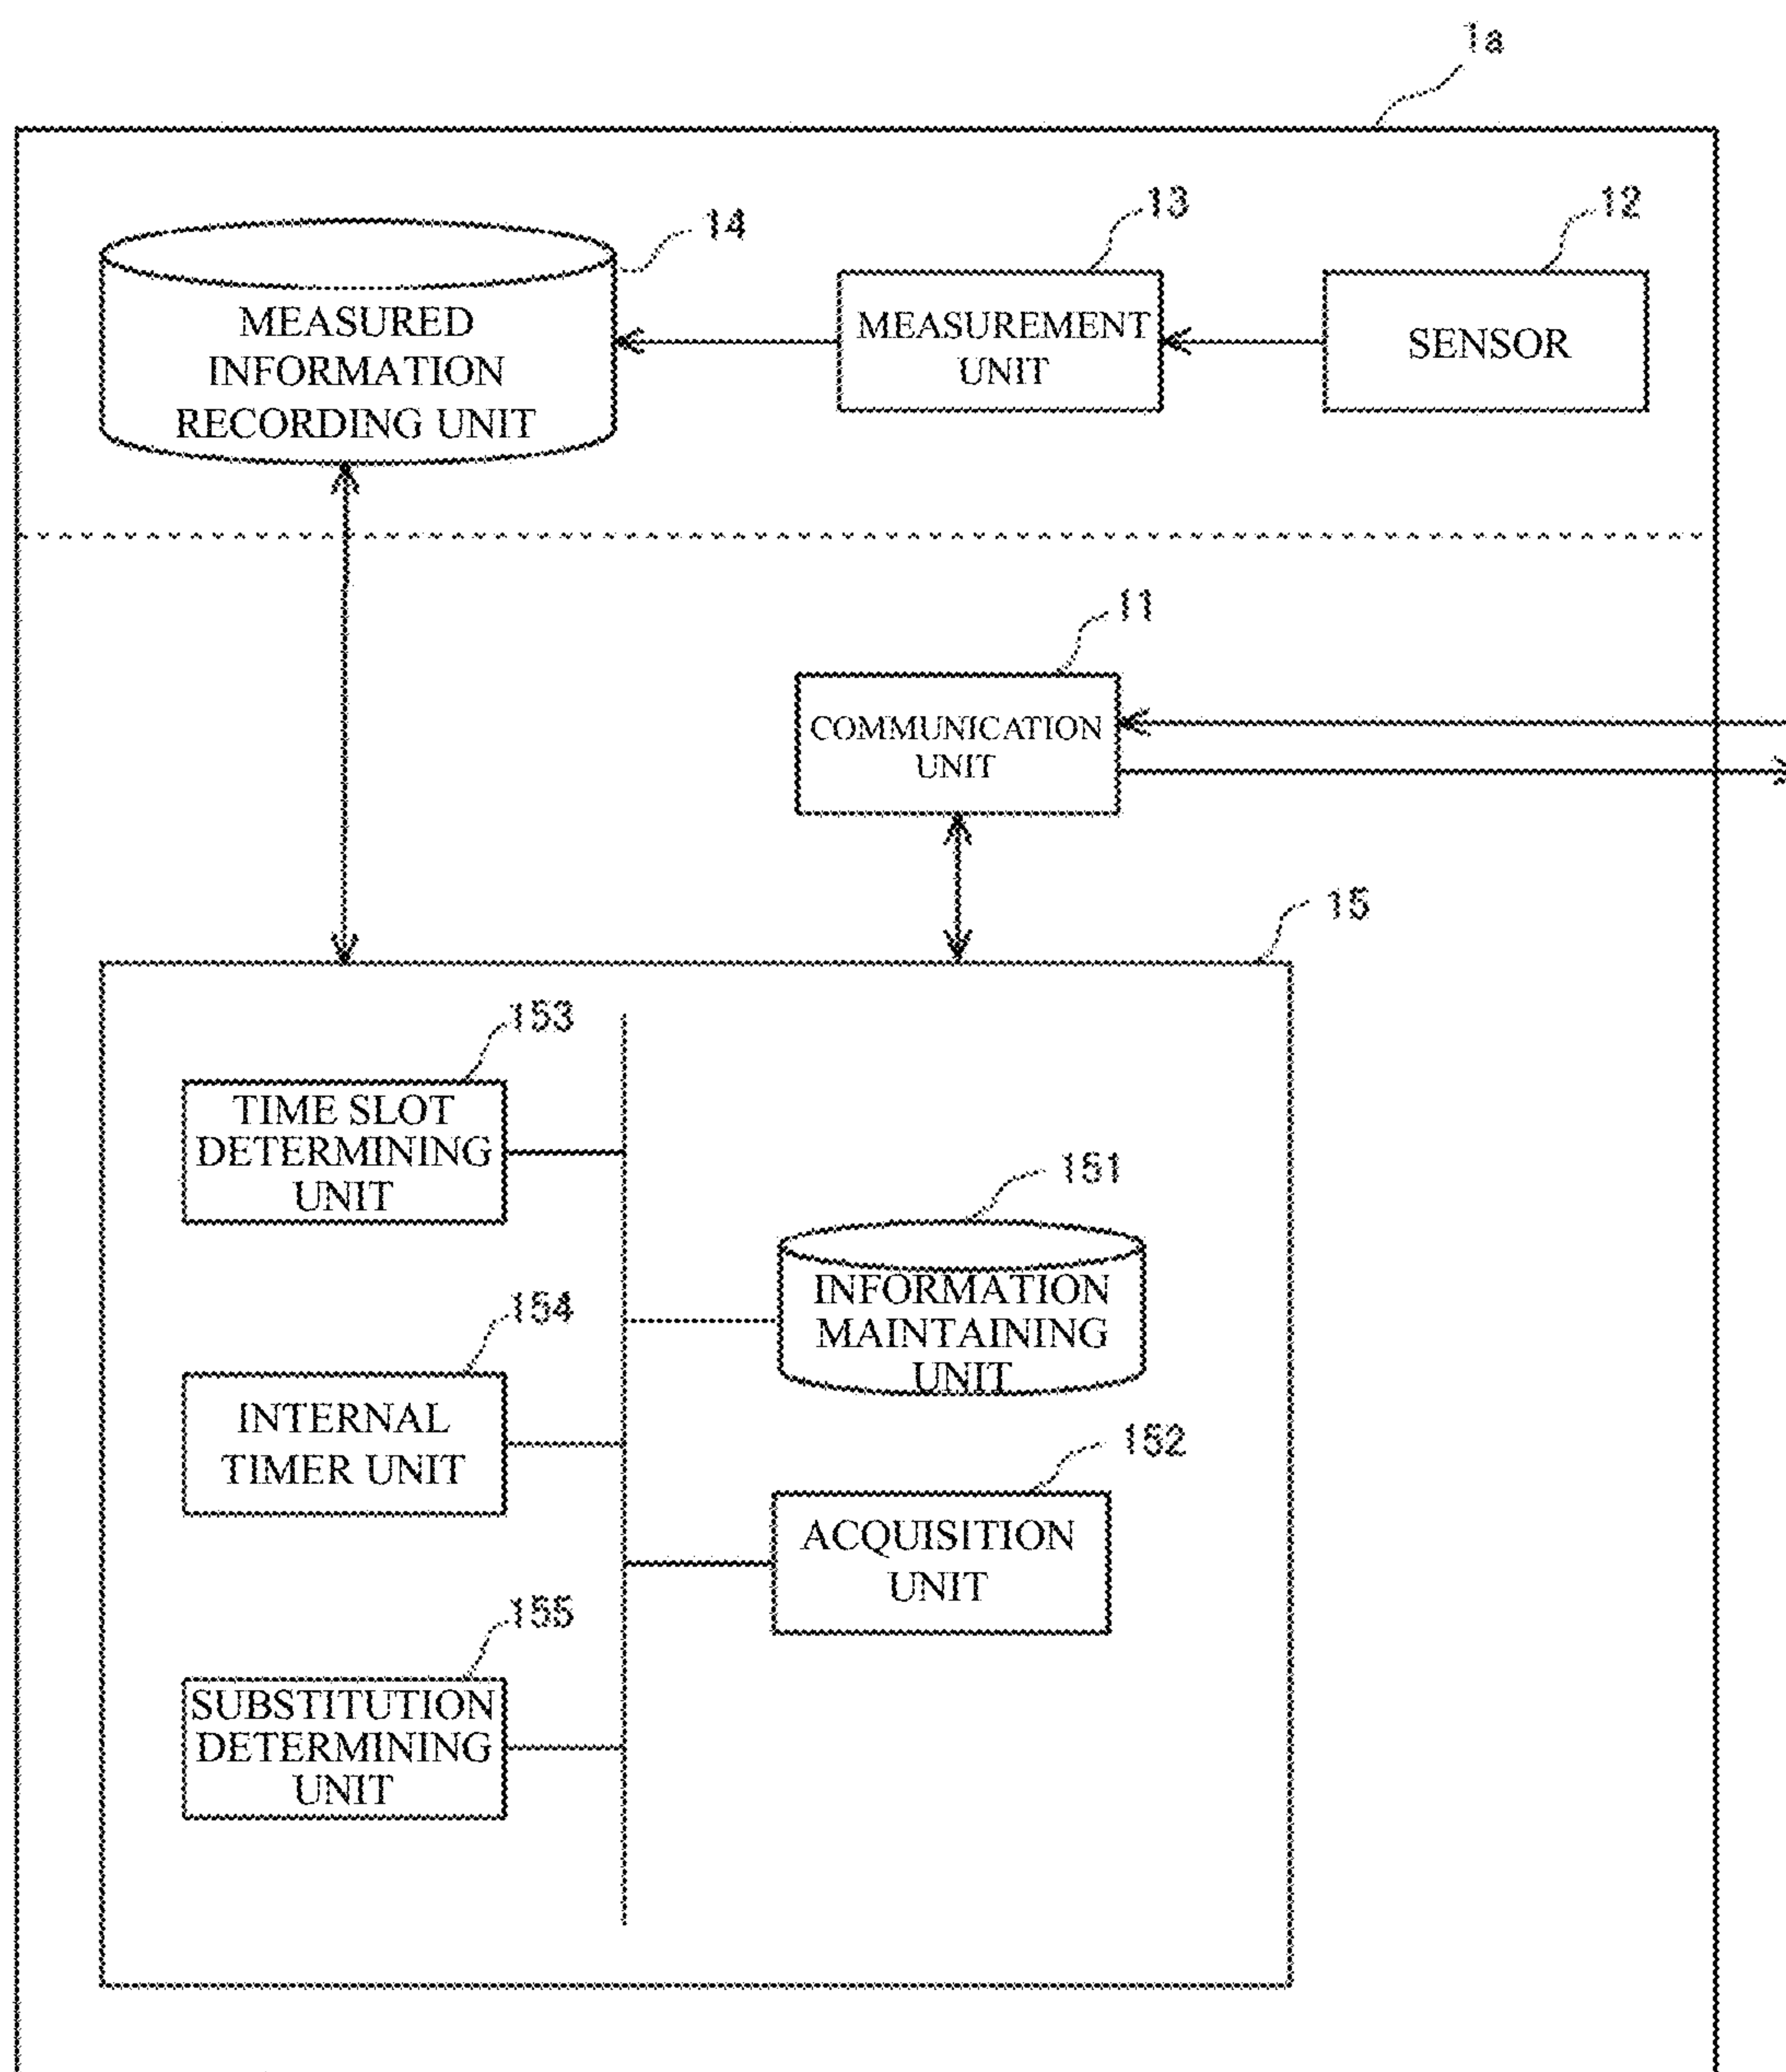 1a
14
13
12
MEASURED
INFORMATION
RECORDING UNIT
MEASUREMENT
UNIT
SENSOR
11
COMMUNICATION
UNIT
15
153
TIME SLOT
DETERMINING
UNIT
151
INFORMATION
MAINTAINING
UNIT
154
INTERNAL
TIMER UNIT
152
ACQUISITION
UNIT
155
SUBSTITUTION
DETERMINING
UNIT